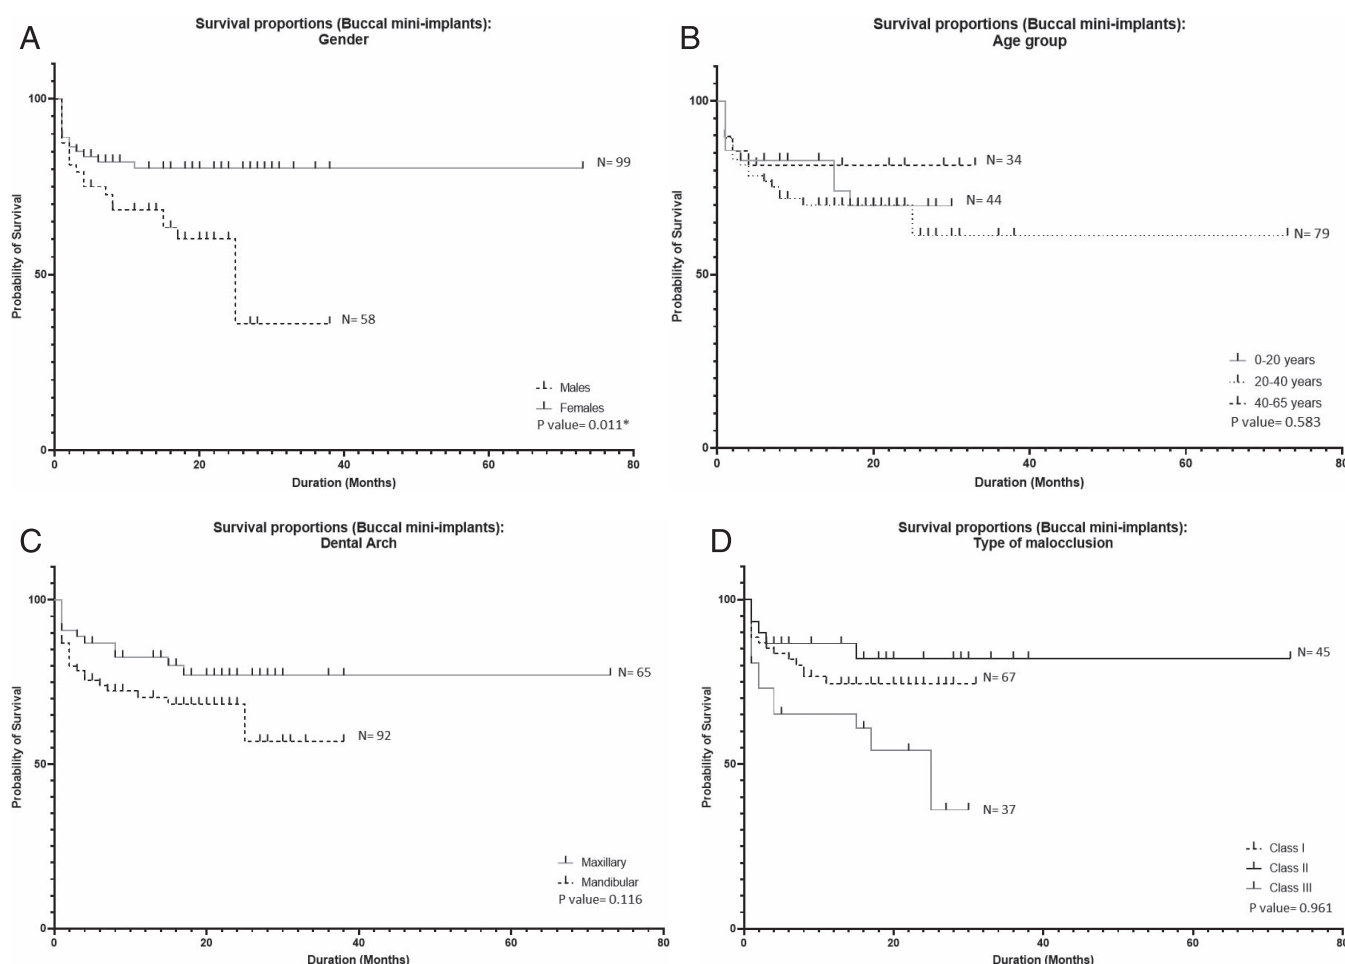 A
Survival proportions (Buccal mini-implants):
Gender
Probability of Survival
100
50
0
0
20
40
60
80
Duration (Months)
N= 99
N= 58
Males
Females
P value= 0.011*
B
Survival proportions (Buccal mini-implants):
Age group
Probability of Survival
100
50
0
0
20
40
60
80
Duration (Months)
N= 34
N= 44
N= 79
0-20 years
20-40 years
40-65 years
P value= 0.583
C
Survival proportions (Buccal mini-implants):
Dental Arch
Probability of Survival
100
50
0
0
20
40
60
80
Duration (Months)
N= 65
N= 92
Maxillary
Mandibular
P value= 0.116
D
Survival proportions (Buccal mini-implants):
Type of malocclusion
Probability of Survival
100
50
0
0
20
40
60
80
Duration (Months)
N= 45
N= 67
N= 37
Class I
Class II
Class III
P value= 0.961